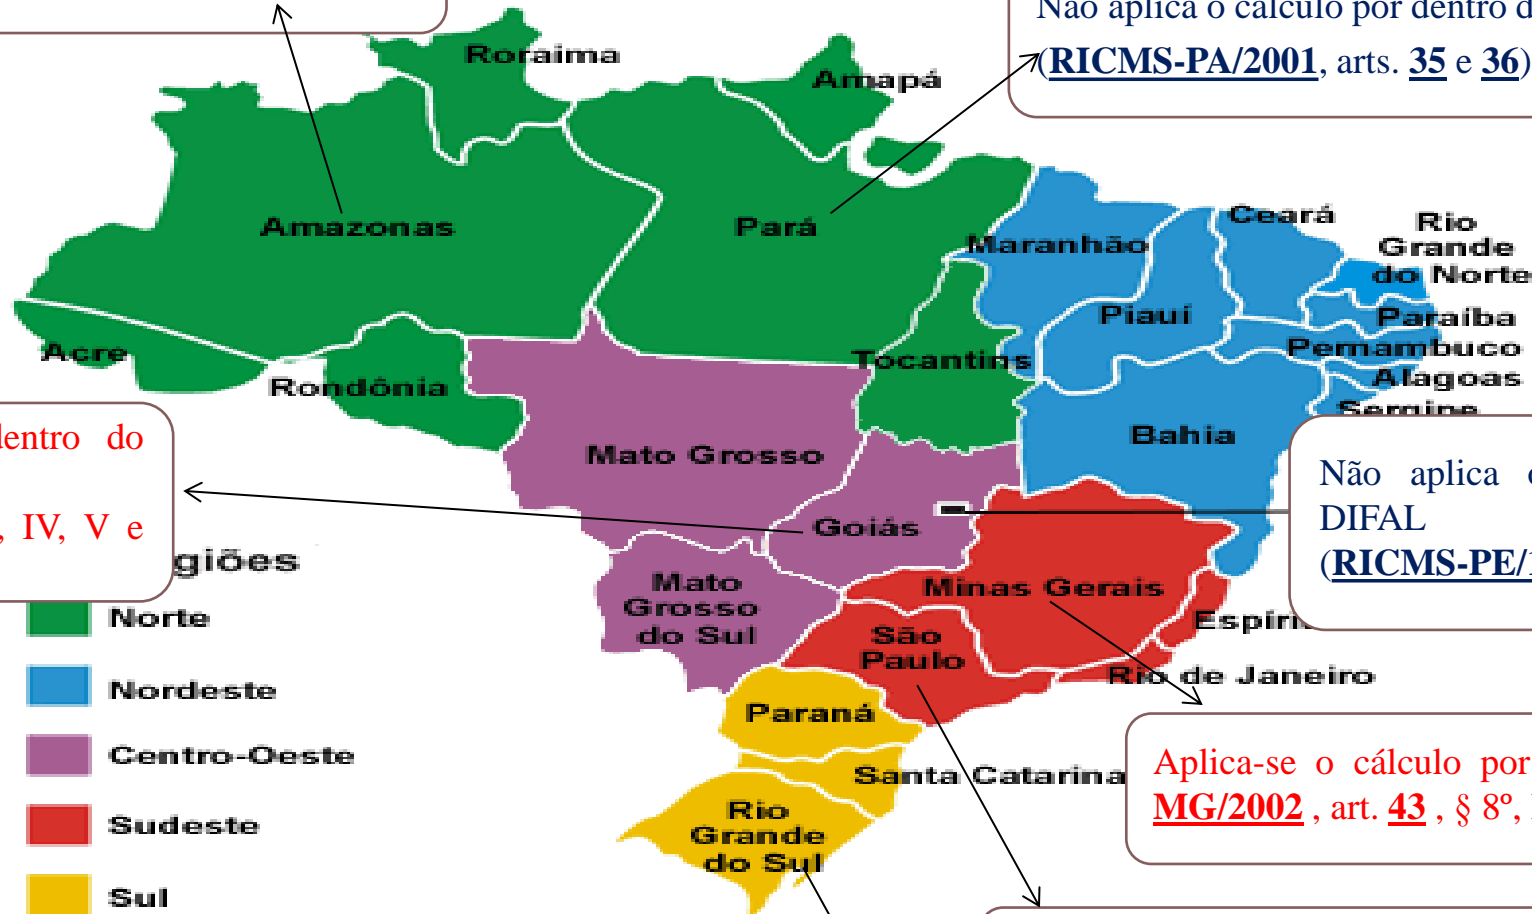 Não aplica o cálculo por dentro d
(RICMS-PA/2001, arts. 35 e 36)
Roraima
Amapá
Amazonas
Pará
Maranhão
Ceará
Rio
Grande
do Norte
Piauí
Paraíba
Pernambuco
Alagoas
Sergipe
Acre
Rondônia
Tocantins
Bahia
Mato Grosso
Goiás
dentro do
, IV, V e
Não aplica
DIFAL
(RICMS-PE/1
giões
Norte
Nordeste
Centro-Oeste
Sudeste
Sul
Mato
Grosso
do Sul
Minas Gerais
Espíri
São
Paulo
Rio de Janeiro
Paraná
Santa Catarina
Rio
Grande
do Sul
Aplica-se o cálculo por
MG/2002 , art. 43 , § 8º,